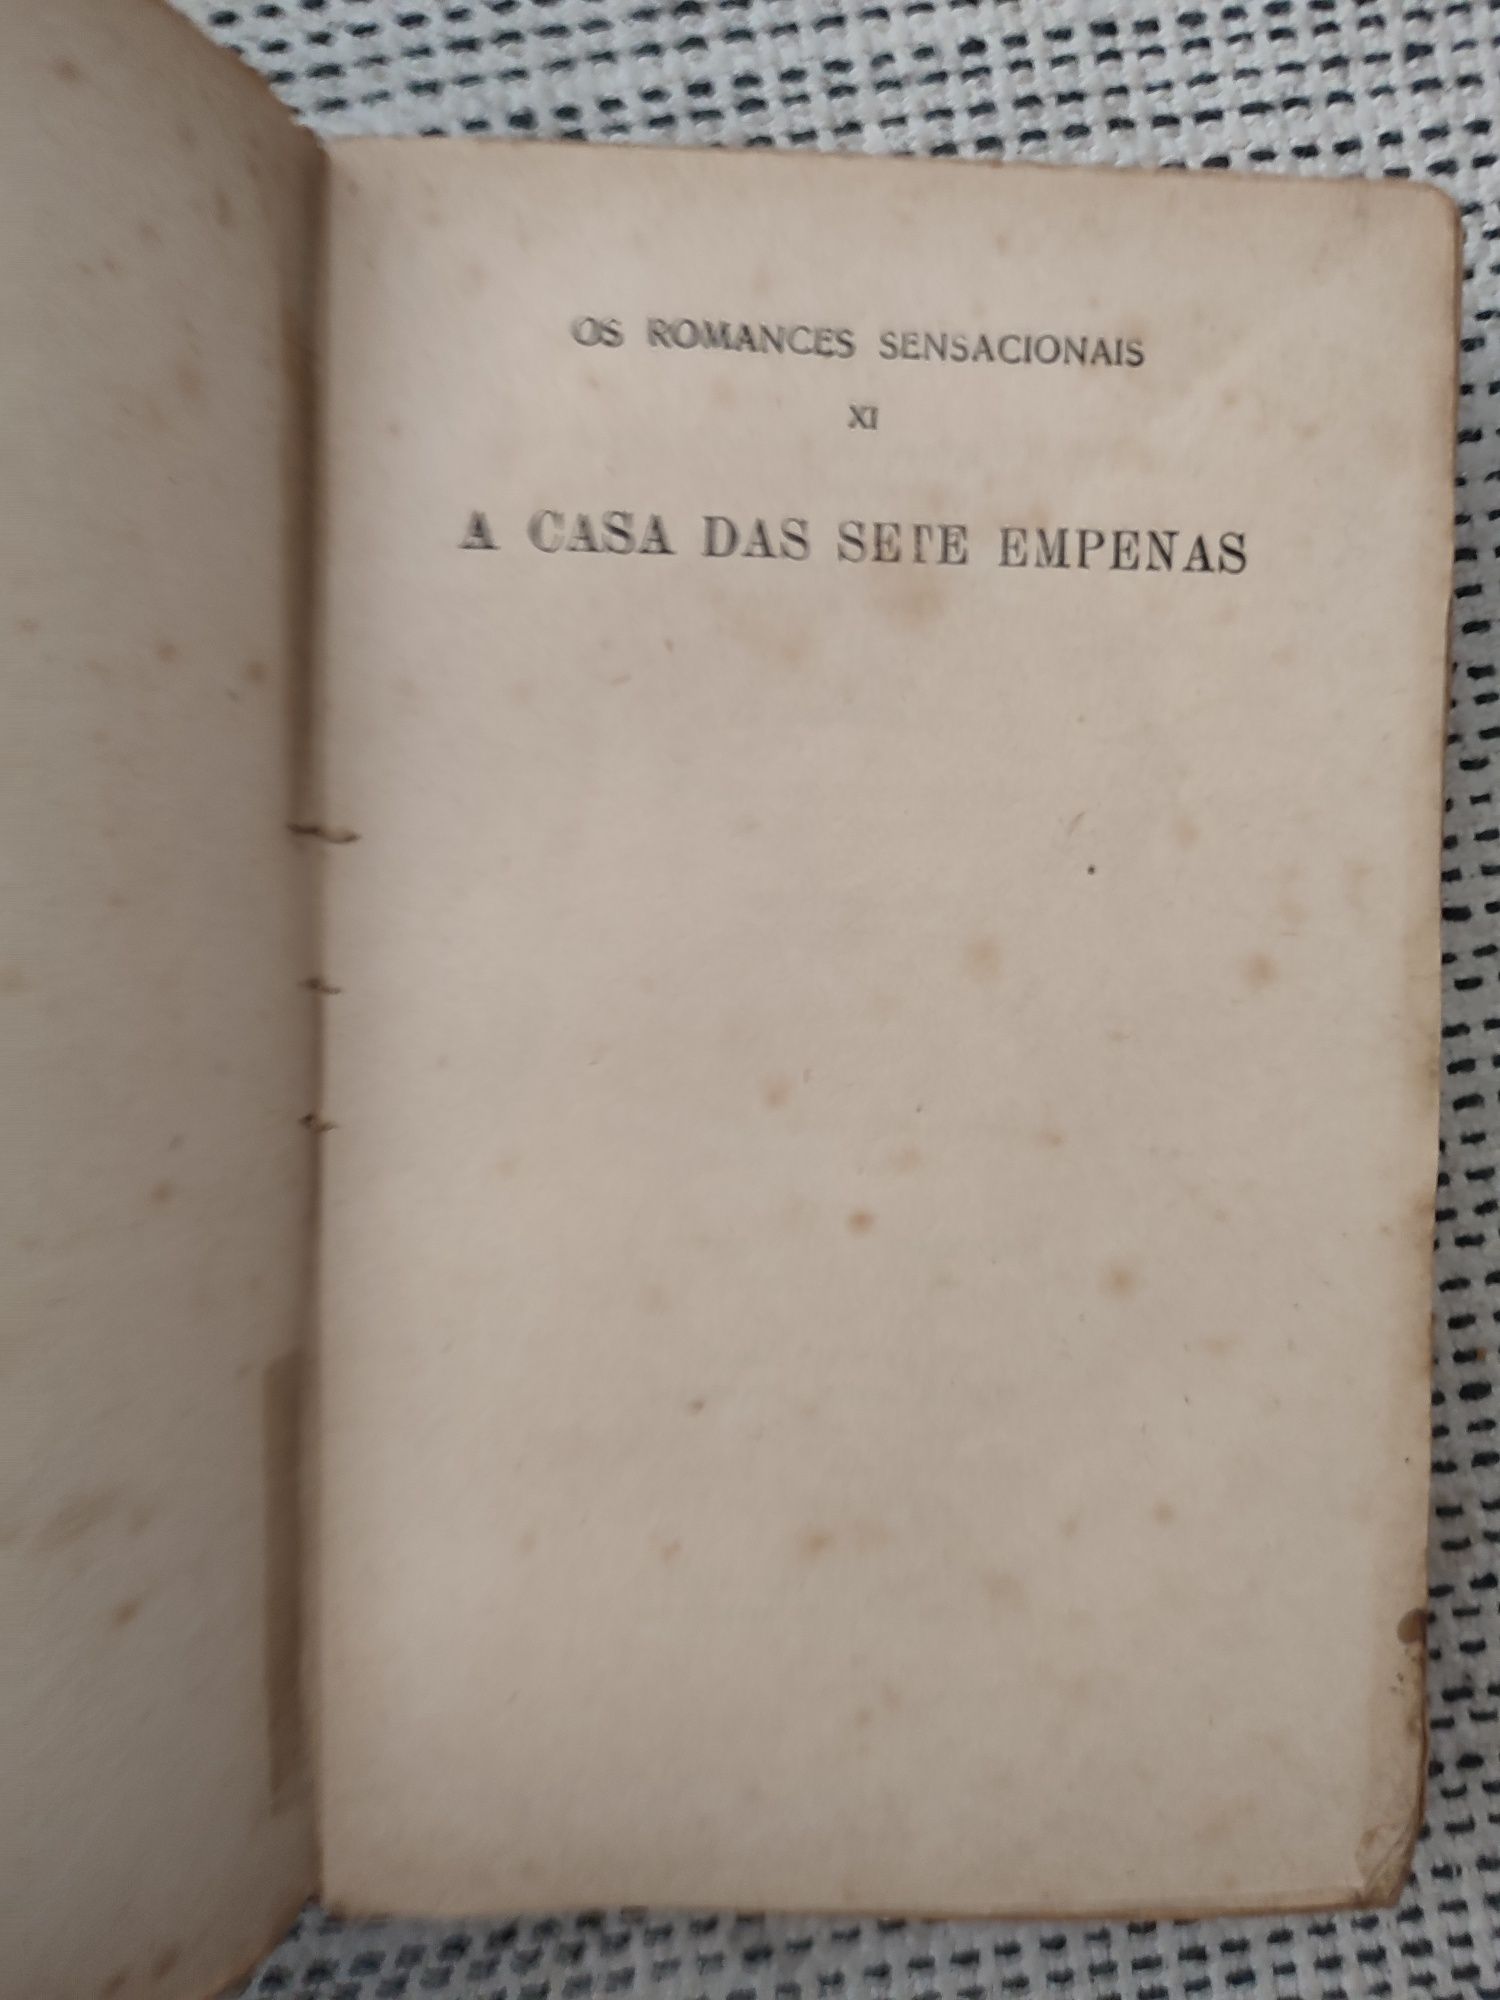 OS ROMANCES SENSACIONAIS
XI
A CASA DAS SETE EMPENAS